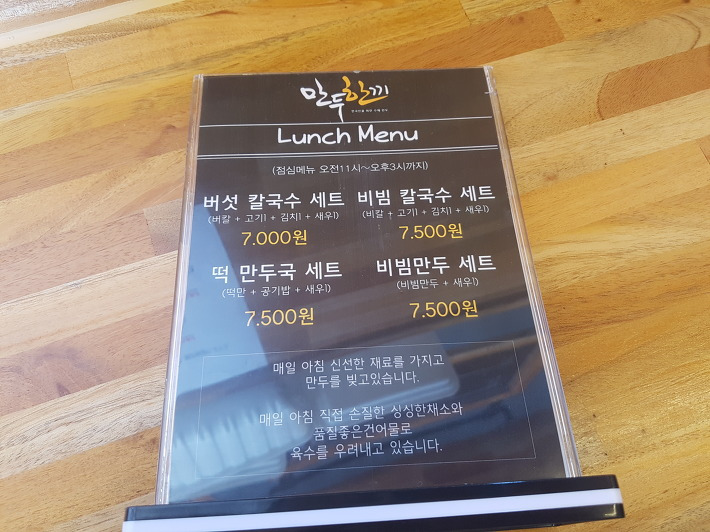 만두한끼
Lunch Menu
(점심메뉴 오전11시~오후3시까지)
버섯 칼국수 세트
(버칼 + 고기1 + 김치1 + 새우1)
7.000원
비빔 칼국수 세트
(비칼 + 고기1 + 김치1 + 새우1)
7.500원
떡 만두국 세트
(떡만 + 공기밥 + 새우1)
7.500원
비빔만두 세트
(비빔만두 + 새우1)
7.500원
매일 아침 신선한 재료를 가지고
만두를 빚고있습니다.
매일 아침 직접 손질한 싱싱한채소와
품질좋은건어물로
육수를 우려내고 있습니다.